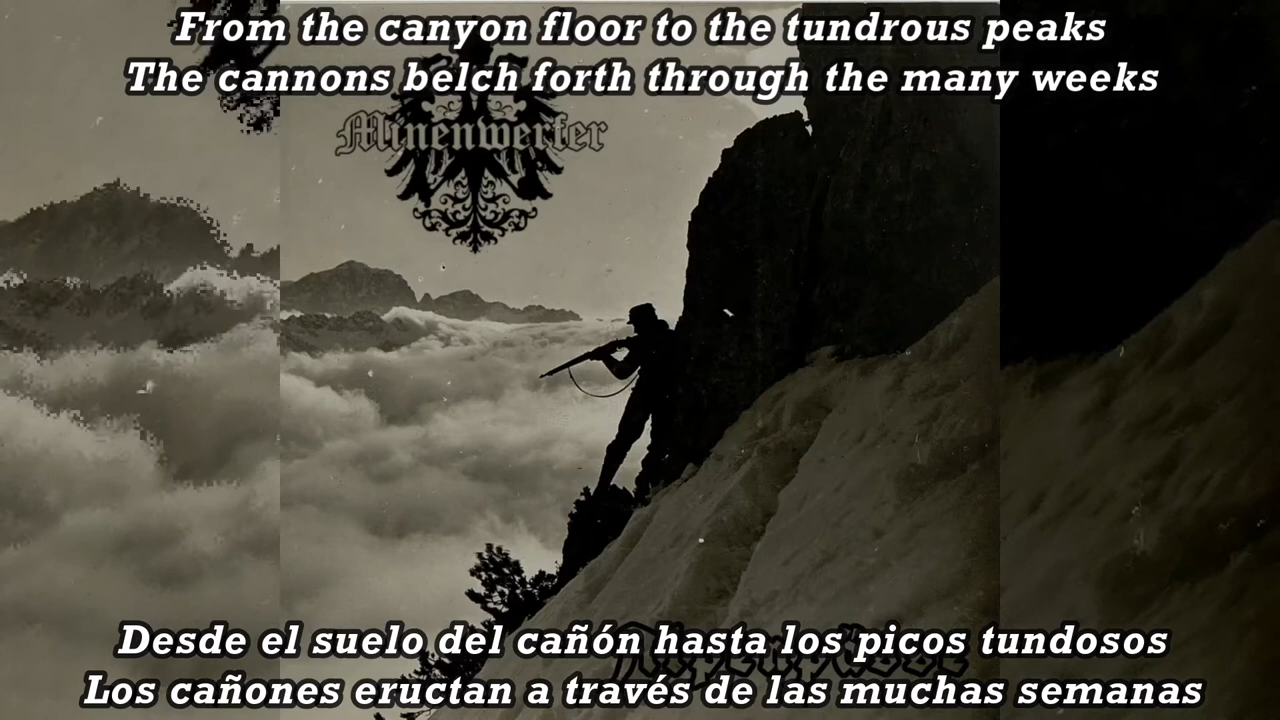 From the canyon floor to the tundrous peaks
The cannons belch forth through the many weeks
Minenwerfer
Desde el suelo del cañón hasta los picos tundosos
Los cañones eructan a través de las muchas semanas